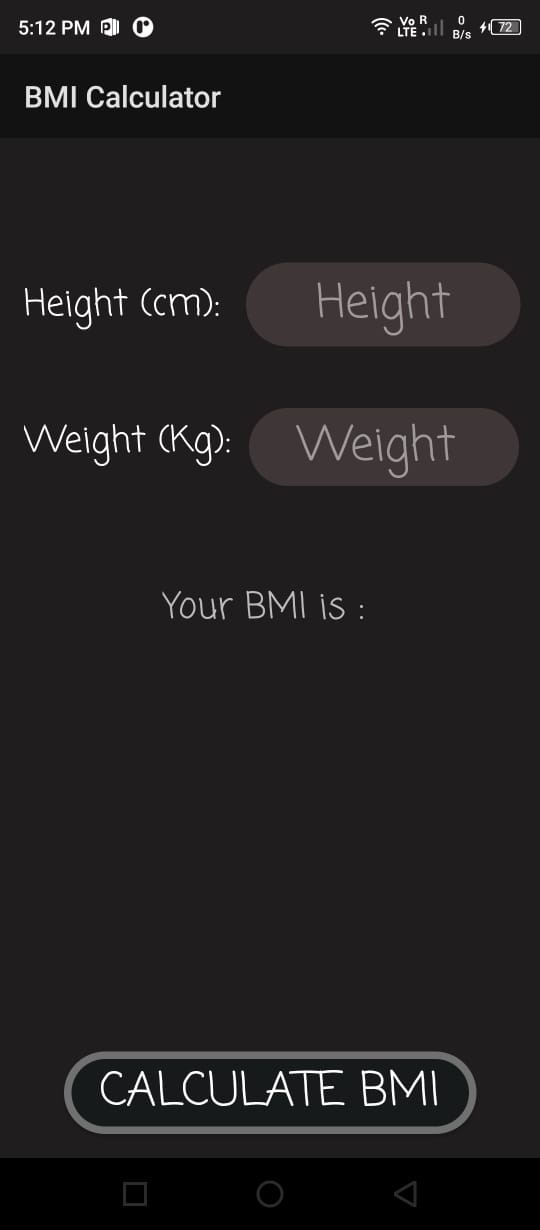 5:12 PM
Vo R
LTE
0
B/s
72
BMI Calculator
Height (cm): Height
Weight (Kg): Weight
Your BMI is :
CALCULATE BMI